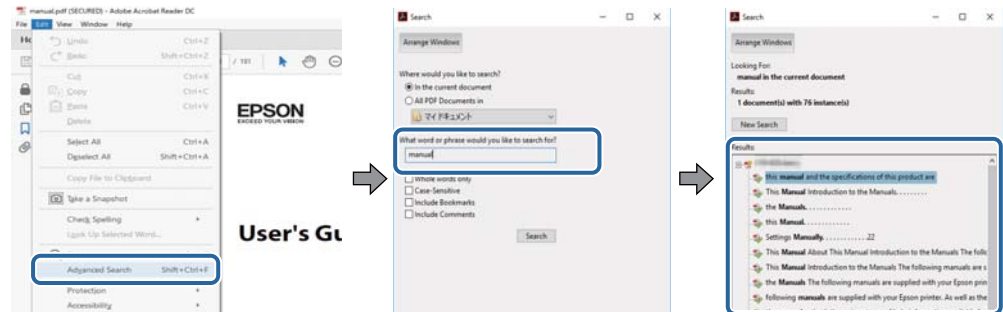 manual.pdf (SECURED) - Adobe Acrobat Reader DC
File Edit View Window Help
Undo Ctrl+Z
Redo Shift+Ctrl+Z
Cut Ctrl+X
Copy Ctrl+C
Paste Ctrl+V
Delete
Select All Ctrl+A
Deselect All Shift+Ctrl+A
Copy File to Clipboard
Take a Snapshot
Check Spelling
Look Up Selected Word...
Advanced Search Shift+Ctrl+F
Protection
Accessibility
/ 181
EPSON
EXCEED YOUR VISION
User's Gu
Search
Arrange Windows
Where would you like to search?
In the current document
All PDF Documents in
マイ ドキュメント
What word or phrase would you like to search for?
manual
Whole words only
Case-Sensitive
Include Bookmarks
Include Comments
Search
Search
Arrange Windows
Looking For:
manual in the current document
Results:
1 document(s) with 76 instance(s)
New Search
Results:
this manual and the specifications of this product are
This Manual Introduction to the Manuals. . . . . . . . .
the Manuals. . . . . . . . . . . . .
this Manual. . . . . . . . . . . .
Settings Manually. . . . . . . . . . . . 22
This Manual About This Manual Introduction to the Manuals The follo
This Manual Introduction to the Manuals The following manuals are s
the Manuals The following manuals are supplied with your Epson prin
following manuals are supplied with your Epson printer. As well as the